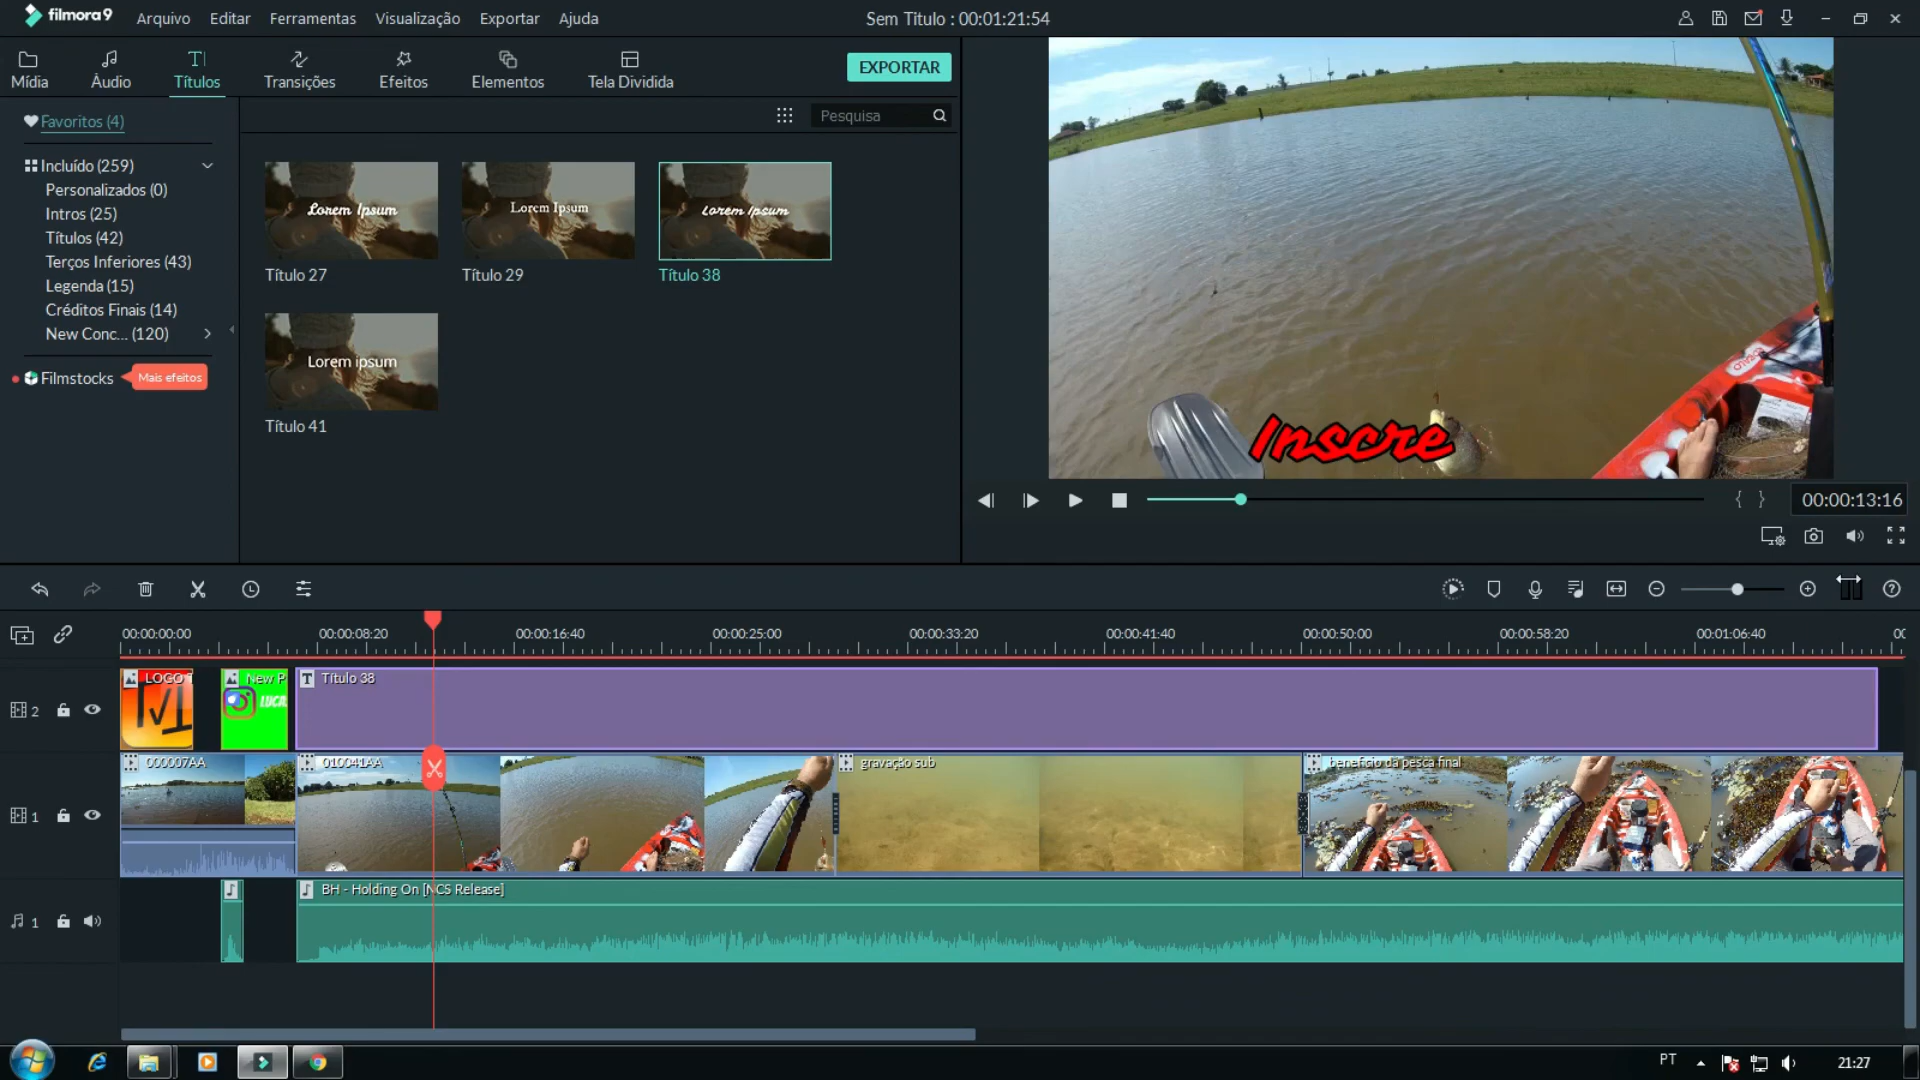 filmora9
Arquivo Editar Ferramentas Visualização Exportar Ajuda
Sem Titulo : 00:01:21:54
Mídia Áudio Títulos Transições Efeitos Elementos Tela Dividida
EXPORTAR
Favoritos (4)
Pesquisa
Incluído (259)
Personalizados (0)
Intros (25)
Títulos (42)
Terços Inferiores (43)
Legenda (15)
Créditos Finais (14)
New Conc... (120)
Filmstocks
Mais efeitos
Lorem Ipsum
Título 27
Lorem Ipsum
Título 29
Lorem Ipsum
Título 38
Lorem ipsum
Título 41
Inscre
00:00:13:16
00:00:00:00 00:00:08:20 00:00:16:40 00:00:25:00 00:00:33:20 00:00:41:40 00:00:50:00 00:00:58:20 00:01:06:40
2
LOGO
New P
Título 38
1
000007AA
010041AA
gravação sub
beneficio da pesca final
1
BH - Holding On [NCS Release]
PT
21:27